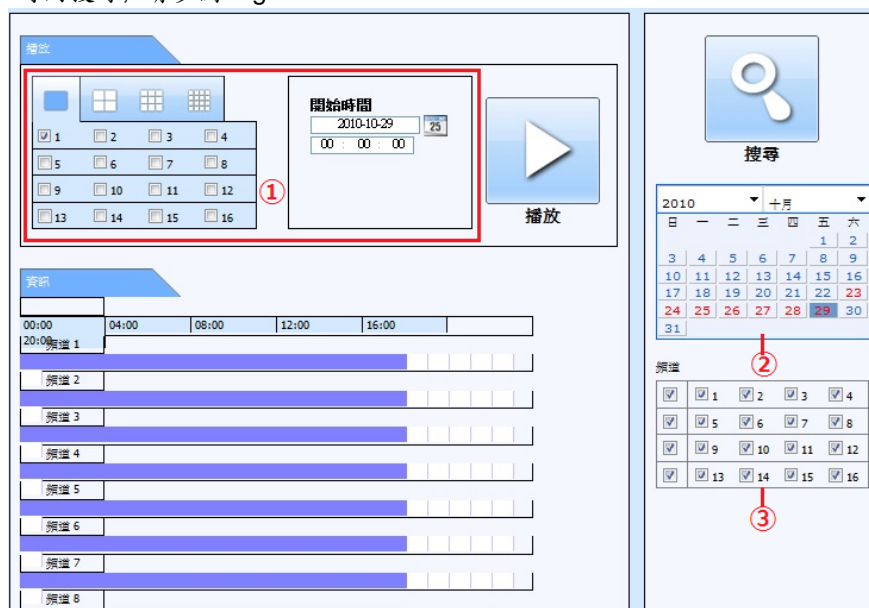 播放
1 2 3 4
5 6 7 8
9 10 11 12
13 14 15 16
①
開始時間
2010-10-29 25
00 : 00 : 00
播放
搜尋
2010 十月
日 一 二 三 四 五 六
1 2
3 4 5 6 7 8 9
10 11 12 13 14 15 16
17 18 19 20 21 22 23
24 25 26 27 28 29 30
31
②
頻道
1 2 3 4
5 6 7 8
9 10 11 12
13 14 15 16
③
資訊
00:00 04:00 08:00 12:00 16:00
20:00
頻道 1
頻道 2
頻道 3
頻道 4
頻道 5
頻道 6
頻道 7
頻道 8